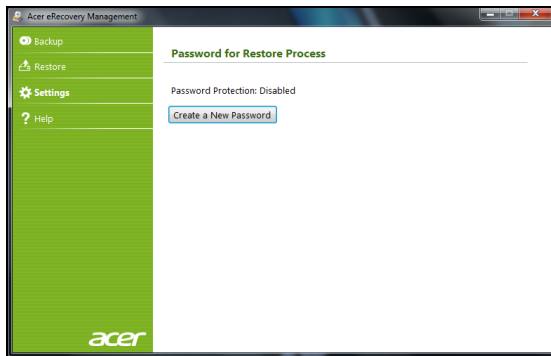 Acer eRecovery Management
Backup
Restore
Settings
Help
Password for Restore Process
Password Protection: Disabled
Create a New Password
acer